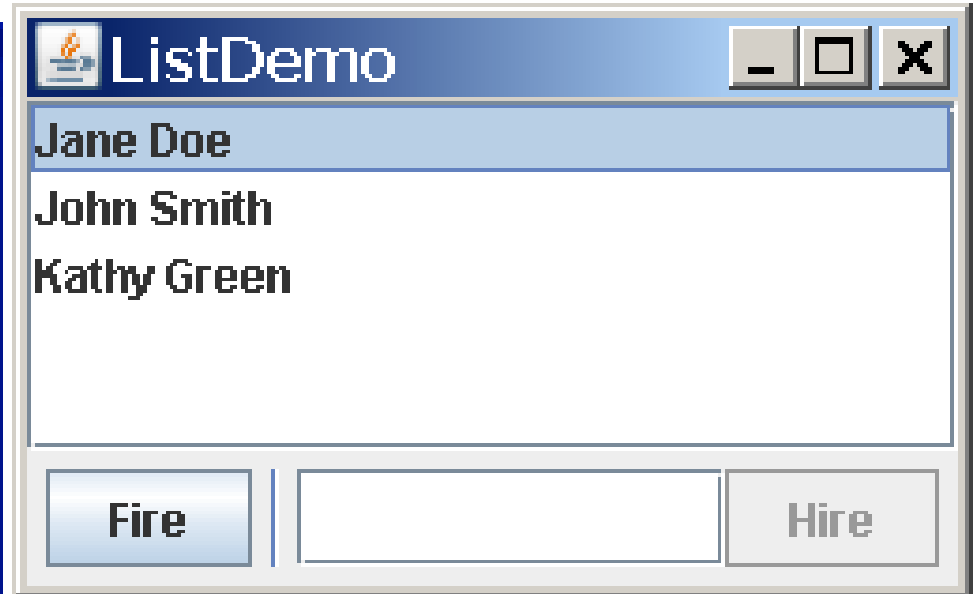 ListDemo
Jane Doe
John Smith
Kathy Green
Fire
Hire